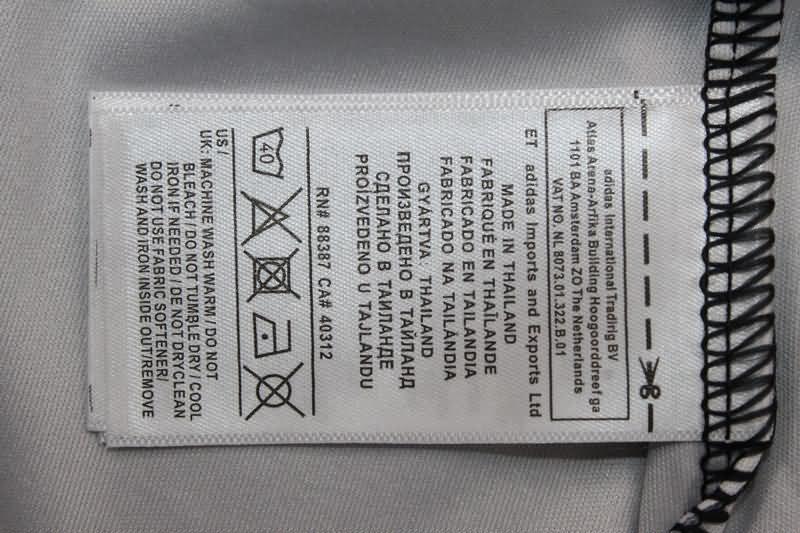 adidas International Trading BV
Atlas Arena-Arfika Building Hoogoorddreef ga
1101 BA Amsterdam ZO The Netherlands
VAT NO. NL 8073.01.322.B.01
ET adidas Imports and Exports Ltd
MADE IN THAILAND
FABRIQUÉ EN THAÏLANDE
FABRICADO EN TAILANDIA
FABRICADO NA TAILÂNDIA
GYÁRTVA THAILAND
ПРОИЗВЕДЕНО В ТАЙЛАНД
СДЕЛАНО В ТАИЛАНДЕ
PROIZVEDENO U TAJLANDU
RN# 88387 CA# 40312
40
US /
UK: MACHINE WASH WARM / DO NOT
BLEACH / DO NOT TUMBLE DRY / COOL
IRON IF NEEDED / DE NOT DRYCLEAN
DO NOT USE FABRIC SOFTENER/
WASH AND IRON INSIDE OUT/REMOVE